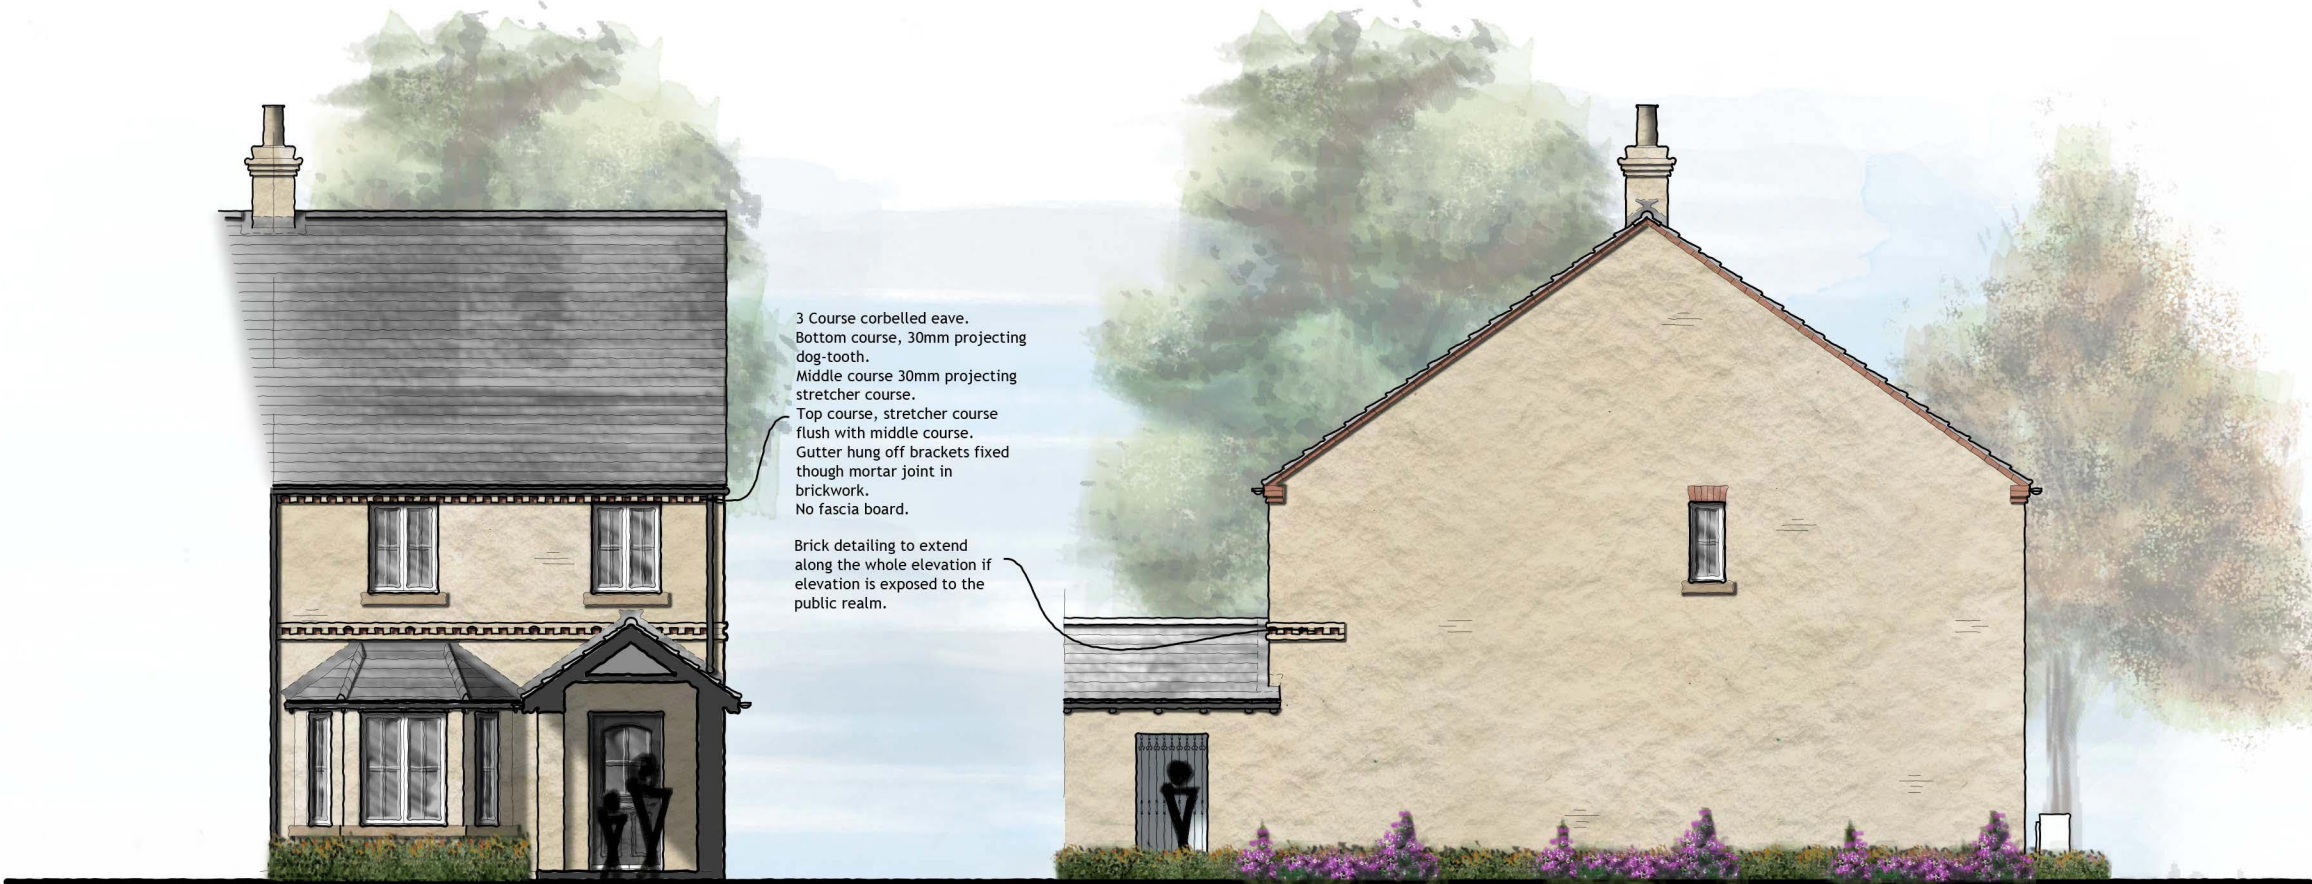 3 Course corbelled eave.
Bottom course, 30mm projecting
dog-tooth.
Middle course 30mm projecting
stretcher course.
Top course, stretcher course
flush with middle course.
Gutter hung off brackets fixed
though mortar joint in
brickwork.
No fascia board.
Brick detailing to extend
along the whole elevation if
elevation is exposed to the
public realm.